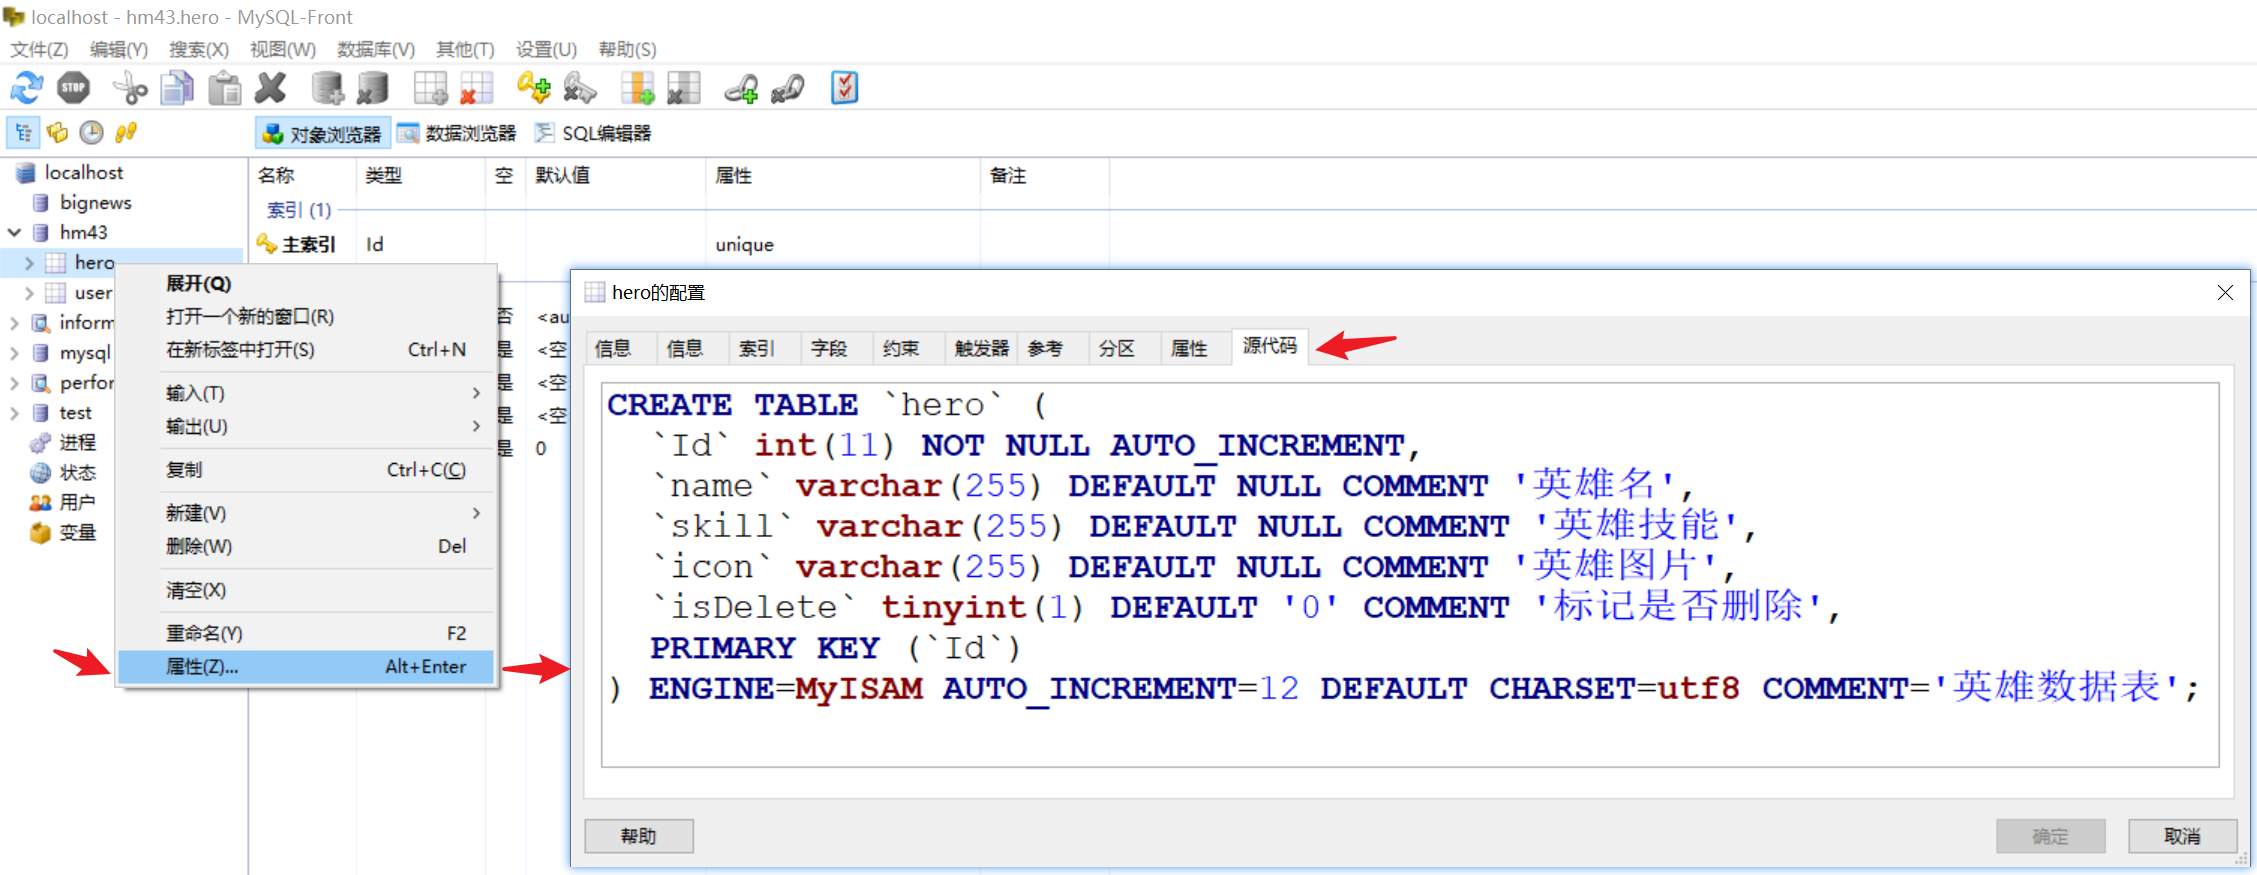 localhost - hm43.hero - MySQL-Front
文件(Z) 编辑(Y) 搜索(X) 视图(W) 数据库(V) 其他(T) 设置(U) 帮助(S)
STOP
对象浏览器 数据浏览器 SQL编辑器
localhost
bignews
hm43
hero
user
inform
mysql
perfor
test
进程
状态
用户
变量
名称 类型 空 默认值 属性 备注
索引 (1)
主索引 Id unique
否 <au
是 <空
是 <空
是 <空
是 0
展开(Q)
打开一个新的窗口(R)
在新标签中打开(S) Ctrl+N
输入(T)
输出(U)
复制 Ctrl+C(C)
新建(V)
删除(W) Del
清空(X)
重命名(Y) F2
属性(Z)... Alt+Enter
hero的配置
信息 信息 索引 字段 约束 触发器 参考 分区 属性 源代码
CREATE TABLE `hero` (
`Id` int(11) NOT NULL AUTO_INCREMENT,
`name` varchar(255) DEFAULT NULL COMMENT '英雄名',
`skill` varchar(255) DEFAULT NULL COMMENT '英雄技能',
`icon` varchar(255) DEFAULT NULL COMMENT '英雄图片',
`isDelete` tinyint(1) DEFAULT '0' COMMENT '标记是否删除',
PRIMARY KEY (`Id`)
) ENGINE=MyISAM AUTO_INCREMENT=12 DEFAULT CHARSET=utf8 COMMENT='英雄数据表';
帮助 确定 取消